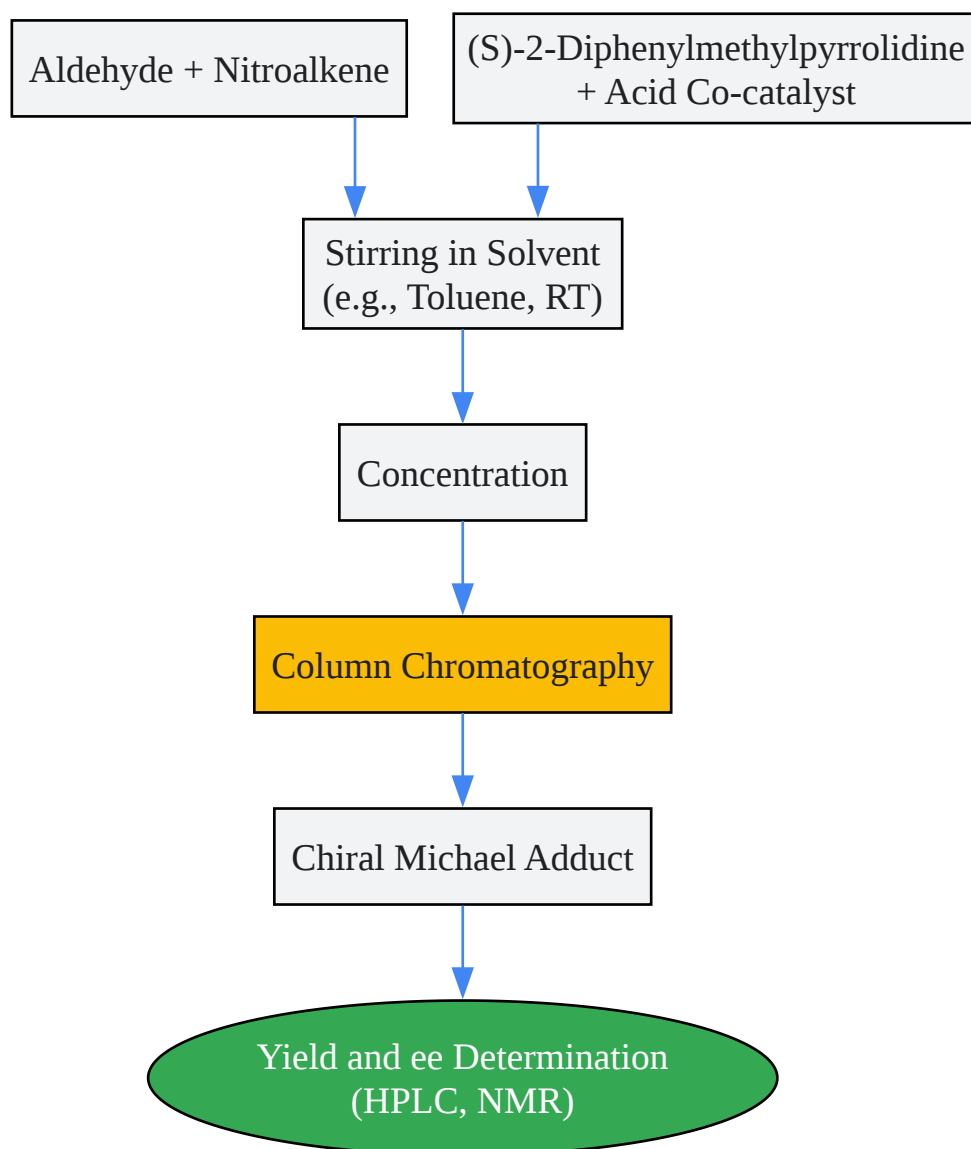 Aldehyde + Nitroalkene
(S)-2-Diphenylmethylpyrrolidine
+ Acid Co-catalyst
Stirring in Solvent
(e.g., Toluene, RT)
Concentration
Column Chromatography
Chiral Michael Adduct
Yield and ee Determination
(HPLC, NMR)